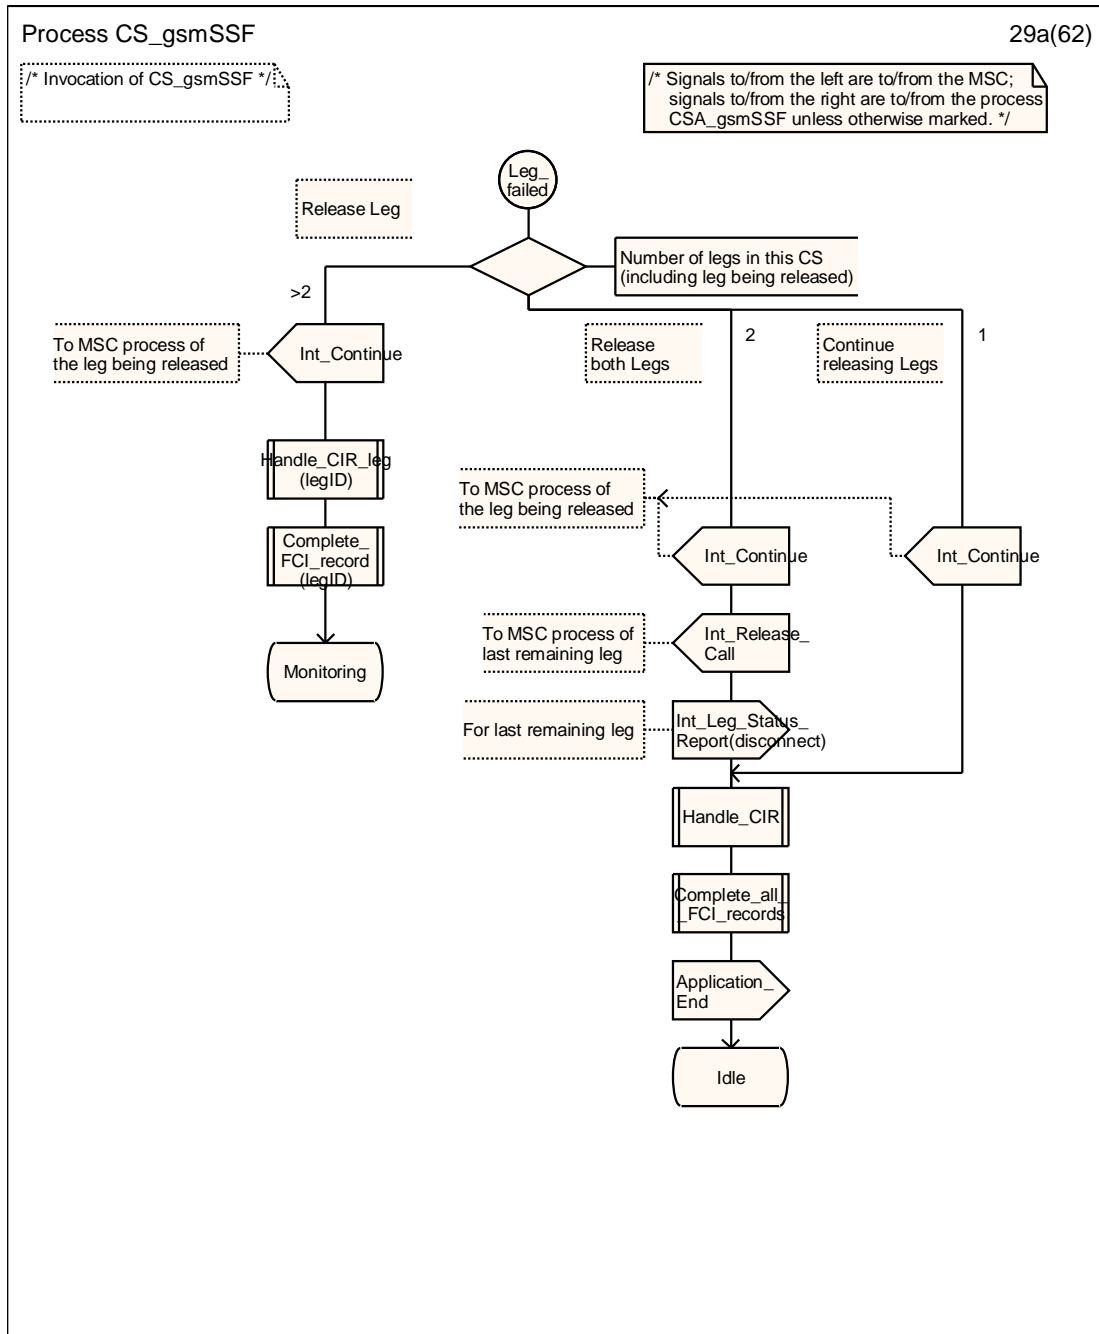 Process CS_gsmSSF
29a(62)
/* Invocation of CS_gsmSSF */
/* Signals to/from the left are to/from the MSC;
signals to/from the right are to/from the process
CSA_gsmSSF unless otherwise marked. */
Leg_
failed
Release Leg
Number of legs in this CS
(including leg being released)
>2
2
1
To MSC process of
the leg being released
Int_Continue
Release
both Legs
Continue
releasing Legs
Handle_CIR_leg
(legID)
To MSC process of
the leg being released
Complete_
FCI_record
(legID)
Int_Continue
Int_Continue
Monitoring
To MSC process of
last remaining leg
Int_Release_
Call
For last remaining leg
Int_Leg_Status_
Report(disconnect)
Handle_CIR
Complete_all_
_FCI_records
Application_
End
Idle